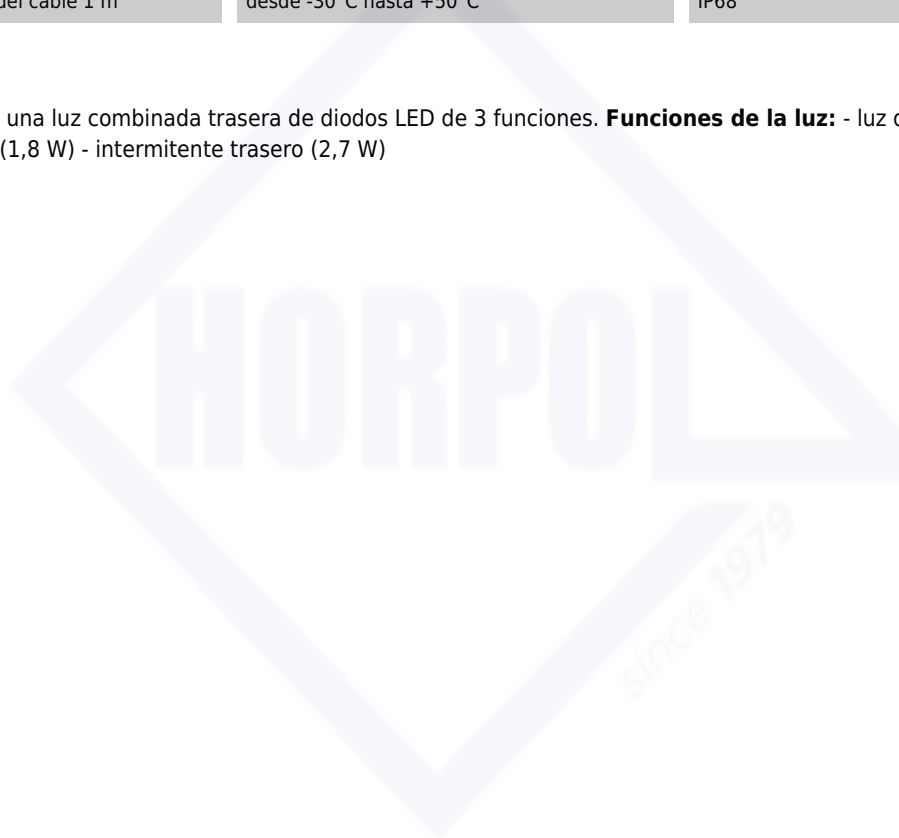 del cable 1 m
desde -30°C hasta +50°C
IP68
una luz combinada trasera de diodos LED de 3 funciones. Funciones de la luz: - luz
(1,8 W) - intermitente trasero (2,7 W)
HORPOL
since 1979